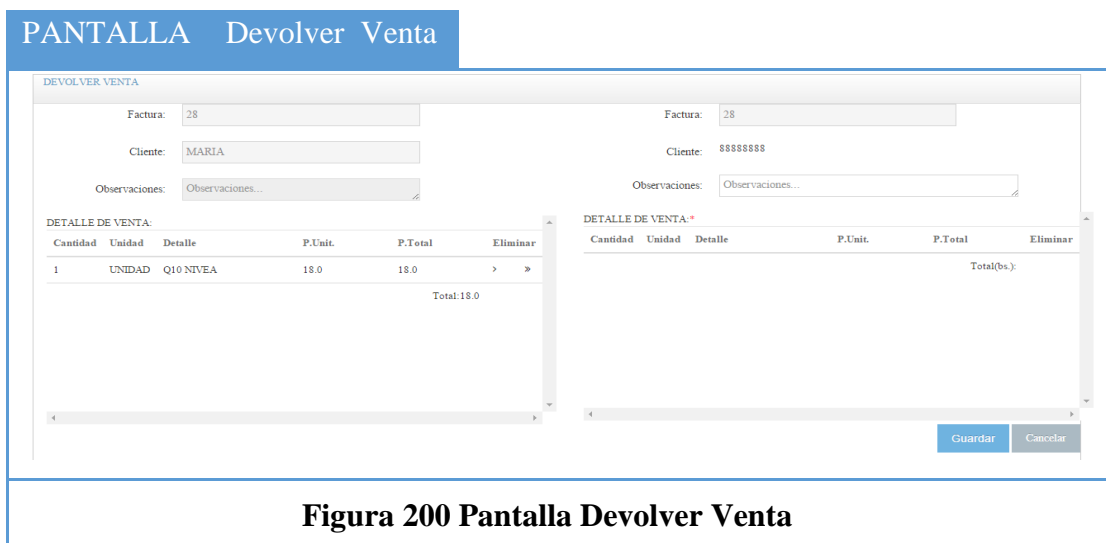 PANTALLA Devolver Venta
DEVOLVER VENTA
Factura: 28
Cliente: MARIA
Observaciones: Observaciones...
DETALLE DE VENTA:
Cantidad Unidad Detalle P.Unit. P.Total Eliminar
1 UNIDAD Q10 NIVEA 18.0 18.0 > »
Total:18.0
Factura: 28
Cliente: 88888888
Observaciones: Observaciones...
DETALLE DE VENTA:*
Cantidad Unidad Detalle P.Unit. P.Total Eliminar
Total(bs.):
Guardar Cancelar
Figura 200 Pantalla Devolver Venta